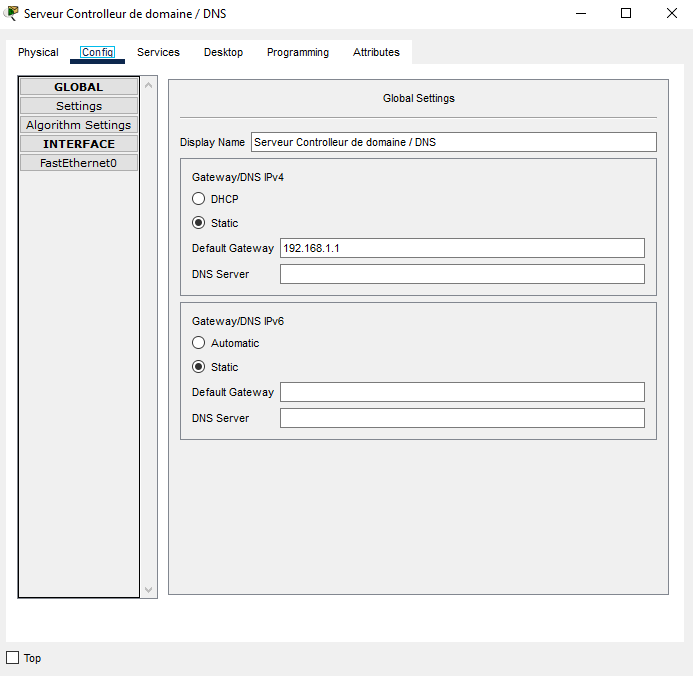 Serveur Controlleur de domaine / DNS
Physical Config Services Desktop Programming Attributes
GLOBAL
Settings
Algorithm Settings
INTERFACE
FastEthernet0
Global Settings
Display Name Serveur Controlleur de domaine / DNS
Gateway/DNS IPv4
DHCP
Static
Default Gateway 192.168.1.1
DNS Server
Gateway/DNS IPv6
Automatic
Static
Default Gateway
DNS Server
Top